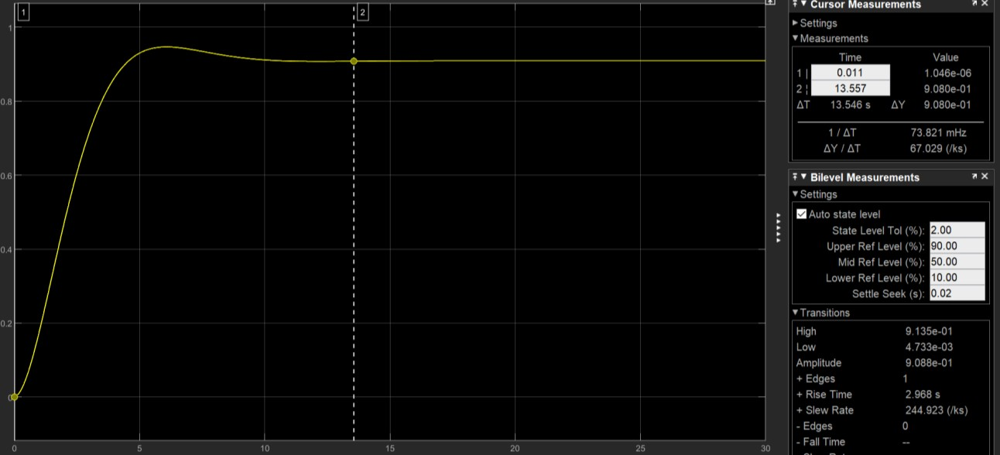 1
2
1
0.8
0.6
0.4
0.2
0
0 5 10 15 20 25 30
Cursor Measurements
Settings
Measurements
Time Value
1 | 0.011 1.046e-06
2 ¦ 13.557 9.080e-01
ΔT 13.546 s ΔY 9.080e-01
1 / ΔT 73.821 mHz
ΔY / ΔT 67.029 (/ks)
Bilevel Measurements
Settings
Auto state level
State Level Tol (%): 2.00
Upper Ref Level (%): 90.00
Mid Ref Level (%): 50.00
Lower Ref Level (%): 10.00
Settle Seek (s): 0.02
Transitions
High 9.135e-01
Low 4.733e-03
Amplitude 9.088e-01
+ Edges 1
+ Rise Time 2.968 s
+ Slew Rate 244.923 (/ks)
- Edges 0
- Fall Time --